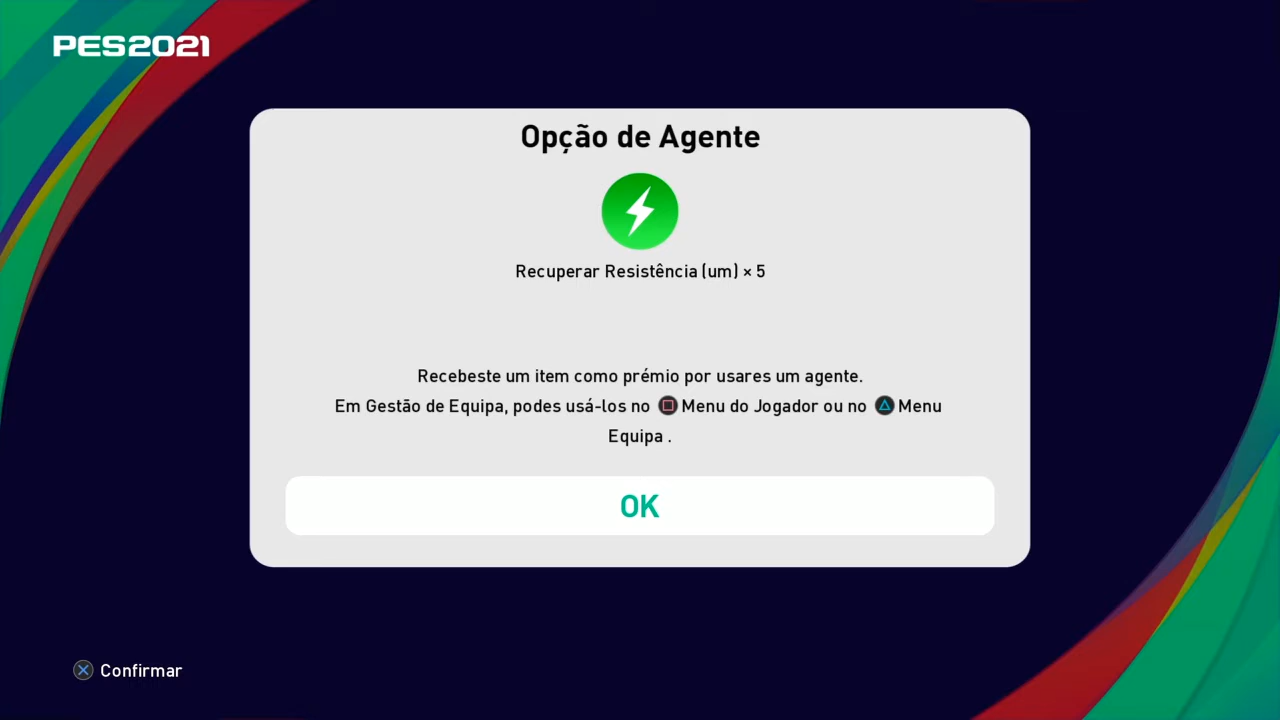 PES2021
Opção de Agente
Recuperar Resistência (um) × 5
Recebeste um item como prémio por usares um agente.
Em Gestão de Equipa, podes usá-los no Menu do Jogador ou no Menu
Equipa .
OK
Confirmar